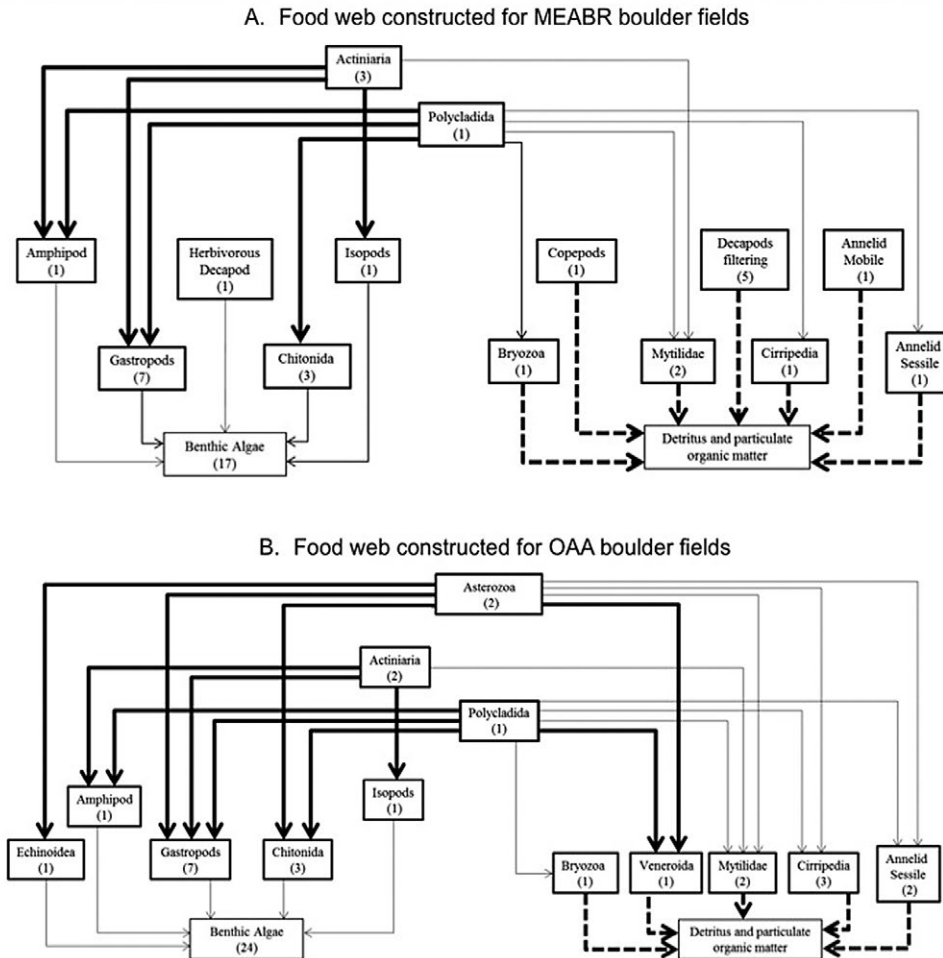 A. Food web constructed for MEABR boulder fields
Actiniaria
(3)
Polycladida
(1)
Amphipod
(1)
Herbivorous
Decapod
(1)
Isopods
(1)
Copepods
(1)
Decapods
filtering
(5)
Annelid
Mobile
(1)
Gastropods
(7)
Chitonida
(3)
Bryozoa
(1)
Mytilidae
(2)
Cirripedia
(1)
Annelid
Sessile
(1)
Benthic Algae
(17)
Detritus and particulate
organic matter
B. Food web constructed for OAA boulder fields
Asterozoa
(2)
Actiniaria
(2)
Polycladida
(1)
Amphipod
(1)
Isopods
(1)
Echinoidea
(1)
Gastropods
(7)
Chitonida
(3)
Bryozoa
(1)
Veneroida
(1)
Mytilidae
(2)
Cirripedia
(3)
Annelid
Sessile
(2)
Benthic Algae
(24)
Detritus and particulate
organic matter